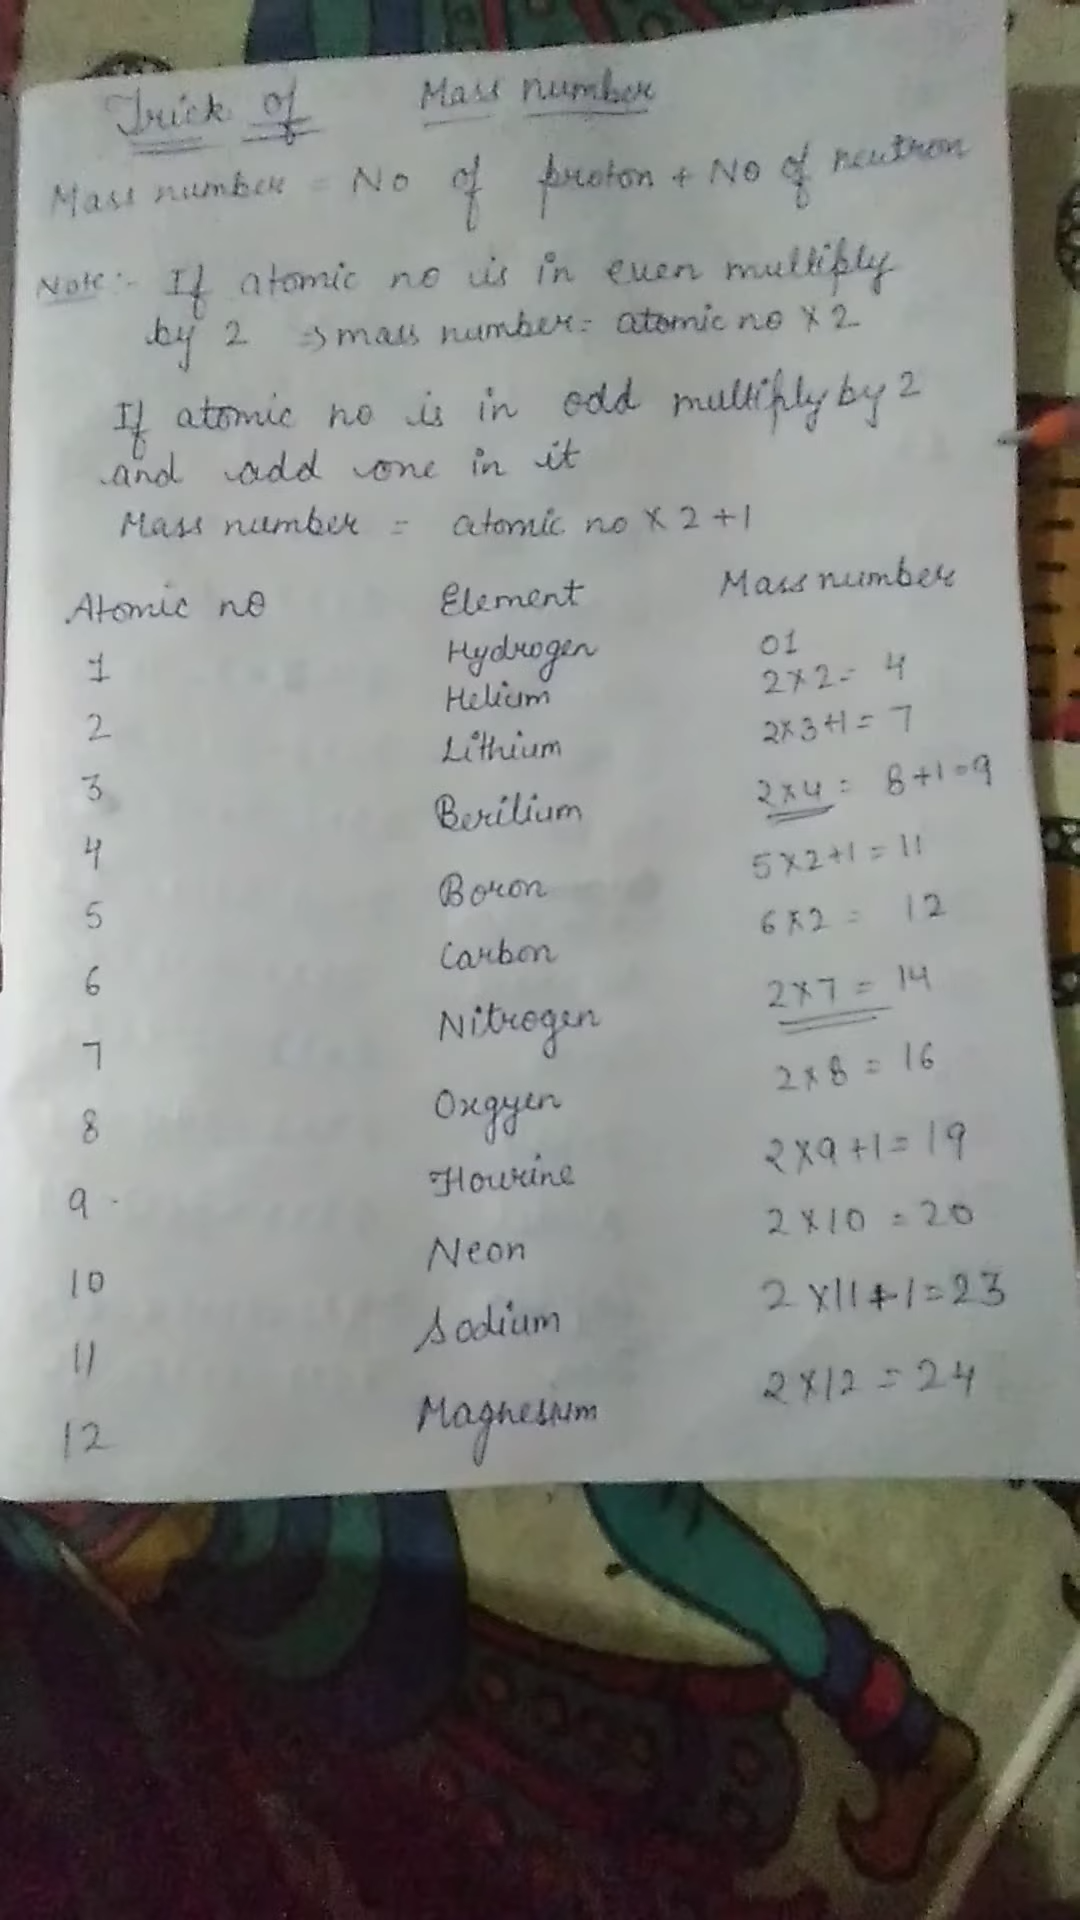 Trick of Mass number
Mass number = No of proton + No of neutron
Note:- If atomic no is in even multiply
by 2 ⇒ mass number = atomic no × 2
If atomic no is in odd multiply by 2
and add one in it
Mass number = atomic no × 2 + 1
Atomic no Element Mass number
1 Hydrogen 01
2 Helium 2×2= 4
3 Lithium 2×3+1= 7
4 Berilium 2×4= 8+1=9
5 Boron 5×2+1=11
6 Carbon 6×2= 12
7 Nitrogen 2×7= 14
8 Oxgyen 2×8= 16
9 Flourine 2×9+1=19
10 Neon 2×10=20
11 Sodium 2×11+1=23
12 Magnesium 2×12=24